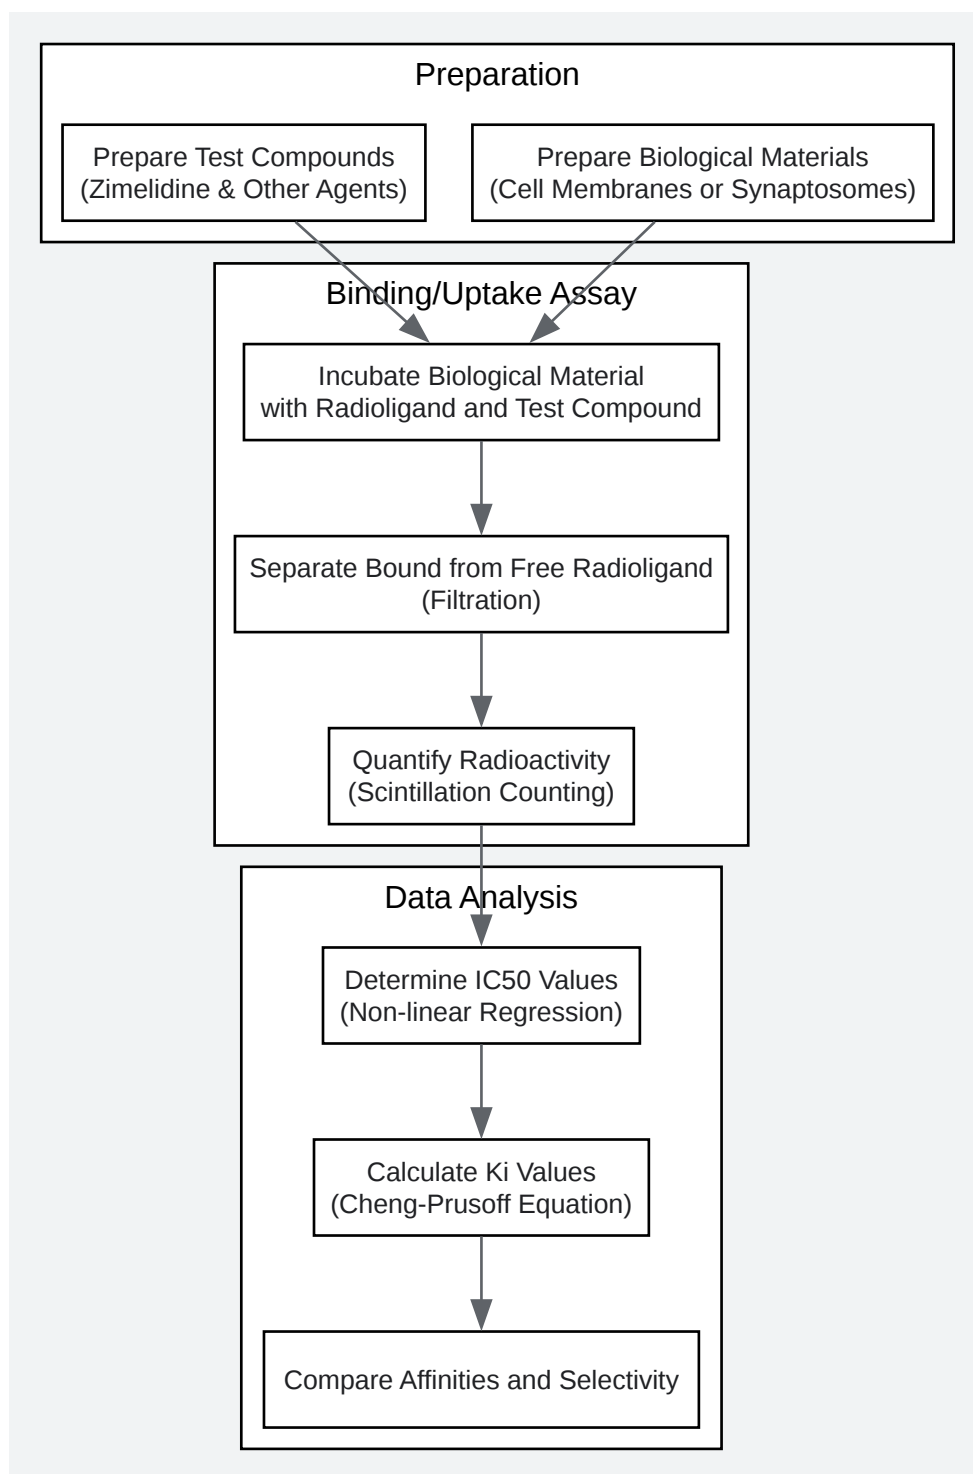 Preparation
Prepare Test Compounds
(Zimelidine & Other Agents)
Prepare Biological Materials
(Cell Membranes or Synaptosomes)
Binding/Uptake Assay
Incubate Biological Material
with Radioligand and Test Compound
Separate Bound from Free Radioligand
(Filtration)
Quantify Radioactivity
(Scintillation Counting)
Data Analysis
Determine IC50 Values
(Non-linear Regression)
Calculate Ki Values
(Cheng-Prusoff Equation)
Compare Affinities and Selectivity